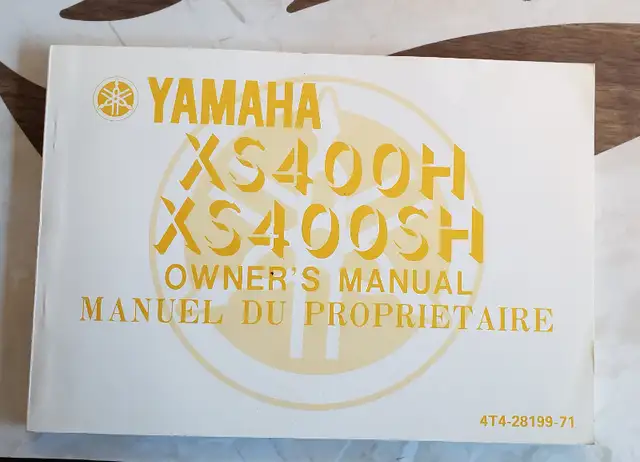 YAMAHA
XS400H
XS400SH
OWNER'S MANUAL
MANUEL DU PROPRIETAIRE
4T4-28199-71